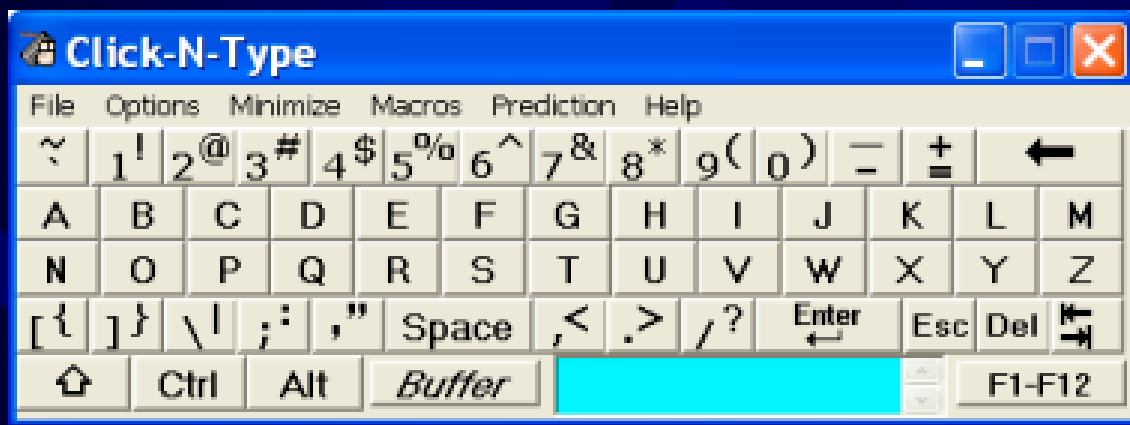 Click-N-Type
File Options Minimize Macros Prediction Help
~ ` 1 ! 2 @ 3 # 4 $ 5 % 6 ^ 7 & 8 * 9 ( 0 ) _ - + =
A B C D E F G H I J K L M
N O P Q R S T U V W X Y Z
[ { ] } \ | ; : ' " Space , < . > / ? Enter Esc Del
Ctrl Alt Buffer F1-F12